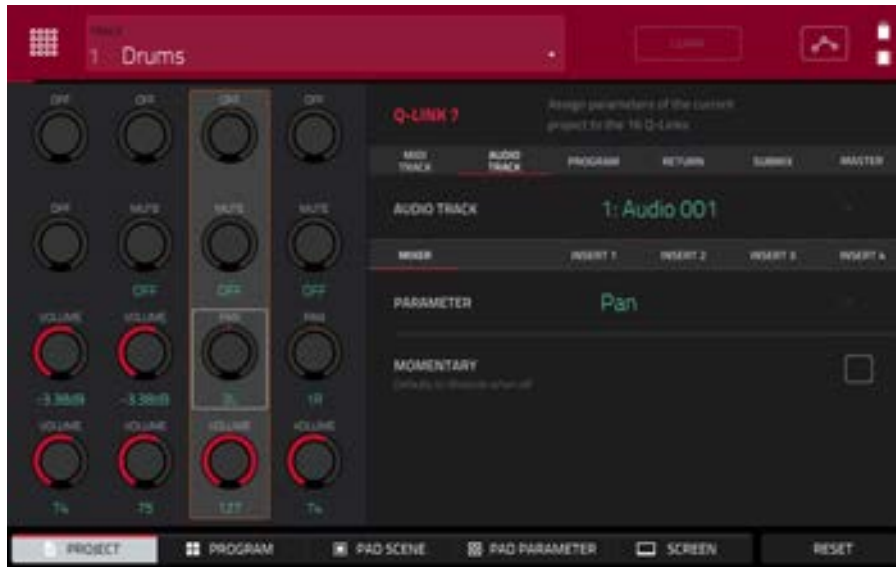 TRACK
1 Drums
LEARN
OFF OFF OFF OFF
Q-LINK 7
Assign parameters of the current
project to the 16 Q-Links
MIDI TRACK AUDIO TRACK PROGRAM RETURN SUBMIX MASTER
OFF MUTE MUTE MUTE
AUDIO TRACK 1: Audio 001
MIXER INSERT 1 INSERT 2 INSERT 3 INSERT 4
OFF OFF OFF
VOLUME VOLUME PAN PAN
PARAMETER Pan
MOMENTARY
-3.38dB -3.38dB 1R
VOLUME VOLUME VOLUME VOLUME
74 75 127 74
PROJECT PROGRAM PAD SCENE PAD PARAMETER SCREEN RESET